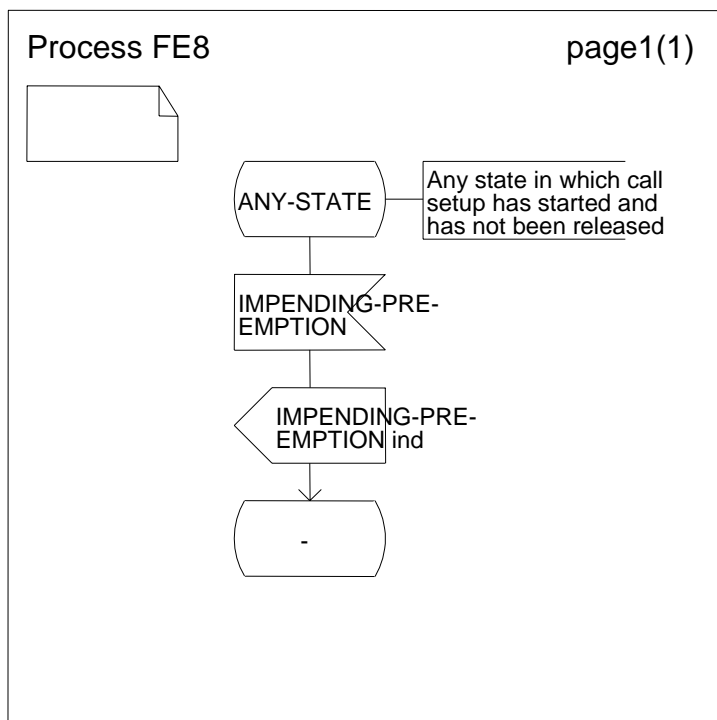 Process FE8
page1(1)
ANY-STATE
Any state in which call
setup has started and
has not been released
IMPENDING-PRE-
EMPTION
IMPENDING-PRE-
EMPTION ind
-